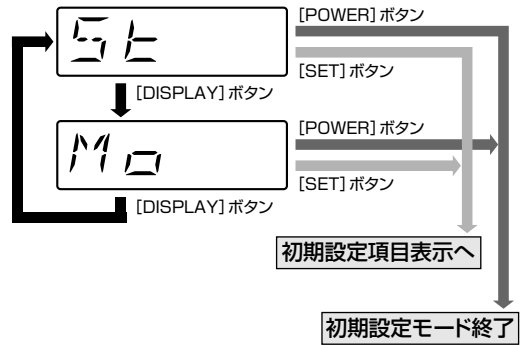 [POWER] ボタン
St
[SET] ボタン
[DISPLAY] ボタン
[POWER] ボタン
Mo
[SET] ボタン
[DISPLAY] ボタン
初期設定項目表示へ
初期設定モード終了